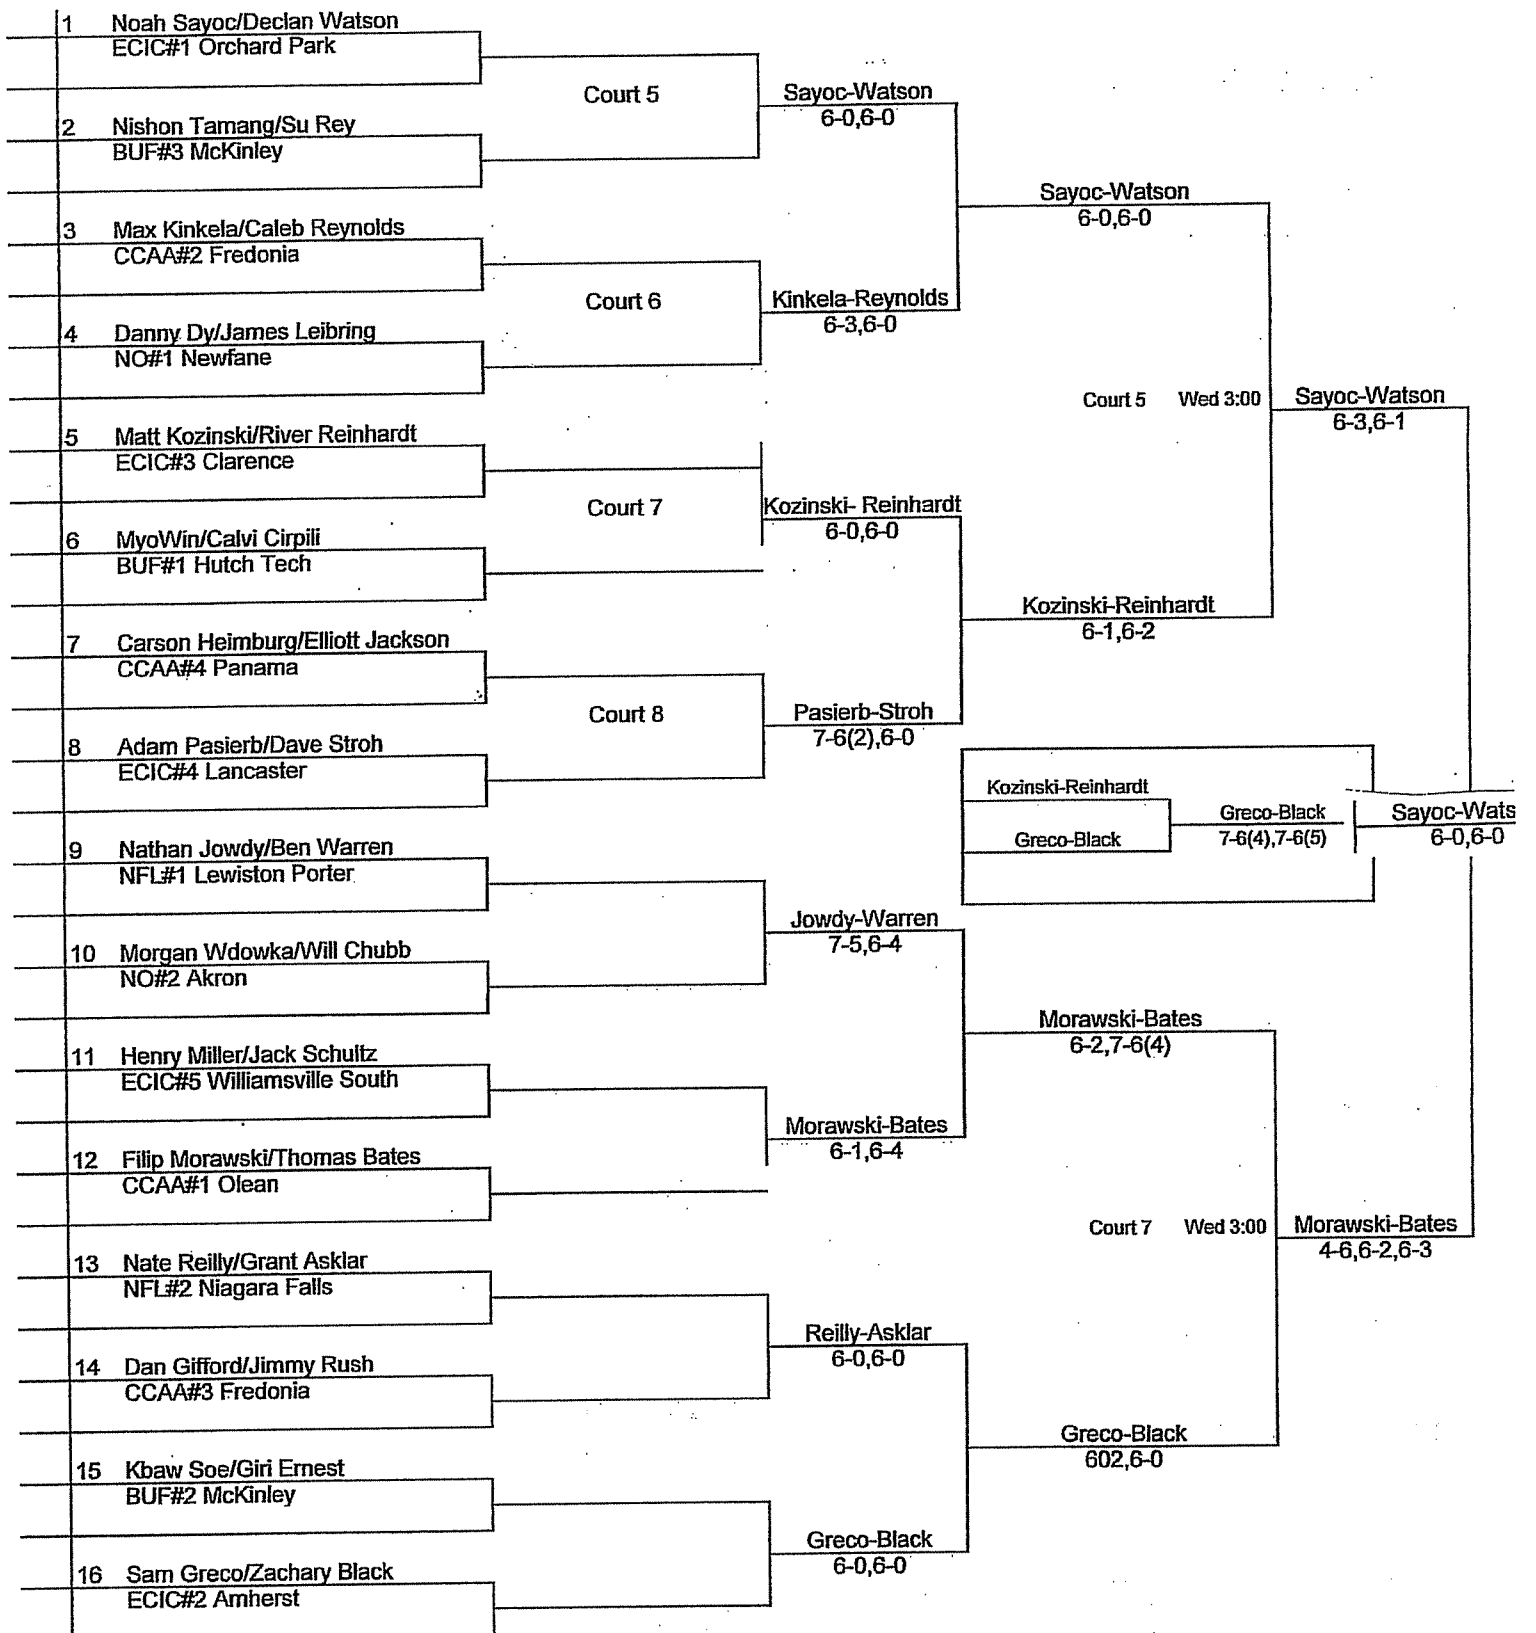 1 Noah Sayoc/Declan Watson
ECIC#1 Orchard Park
Court 5
Sayoc-Watson
6-0,6-0
2 Nishon Tamang/Su Rey
BUF#3 McKinley
Sayoc-Watson
6-0,6-0
3 Max Kinkela/Caleb Reynolds
CCAA#2 Fredonia
Court 6
Kinkela-Reynolds
6-3,6-0
4 Danny Dy/James Leibring
NO#1 Newfane
Court 5 Wed 3:00
Sayoc-Watson
6-3,6-1
5 Matt Kozinski/River Reinhardt
ECIC#3 Clarence
Court 7
Kozinski- Reinhardt
6-0,6-0
6 MyoWin/Calvi Cirpili
BUF#1 Hutch Tech
Kozinski-Reinhardt
6-1,6-2
7 Carson Heimburg/Elliott Jackson
CCAA#4 Panama
Court 8
Pasierb-Stroh
7-6(2),6-0
8 Adam Pasierb/Dave Stroh
ECIC#4 Lancaster
Kozinski-Reinhardt
Greco-Black
Greco-Black
7-6(4),7-6(5)
Sayoc-Wats
6-0,6-0
9 Nathan Jowdy/Ben Warren
NFL#1 Lewiston Porter
Jowdy-Warren
7-5,6-4
10 Morgan Wdowka/Will Chubb
NO#2 Akron
Morawski-Bates
6-2,7-6(4)
11 Henry Miller/Jack Schultz
ECIC#5 Williamsville South
Morawski-Bates
6-1,6-4
12 Filip Morawski/Thomas Bates
CCAA#1 Olean
Court 7 Wed 3:00
Morawski-Bates
4-6,6-2,6-3
13 Nate Reilly/Grant Asklar
NFL#2 Niagara Falls
Reilly-Asklar
6-0,6-0
14 Dan Gifford/Jimmy Rush
CCAA#3 Fredonia
Greco-Black
602,6-0
15 Kbaw Soe/Giri Ernest
BUF#2 McKinley
Greco-Black
6-0,6-0
16 Sam Greco/Zachary Black
ECIC#2 Amherst